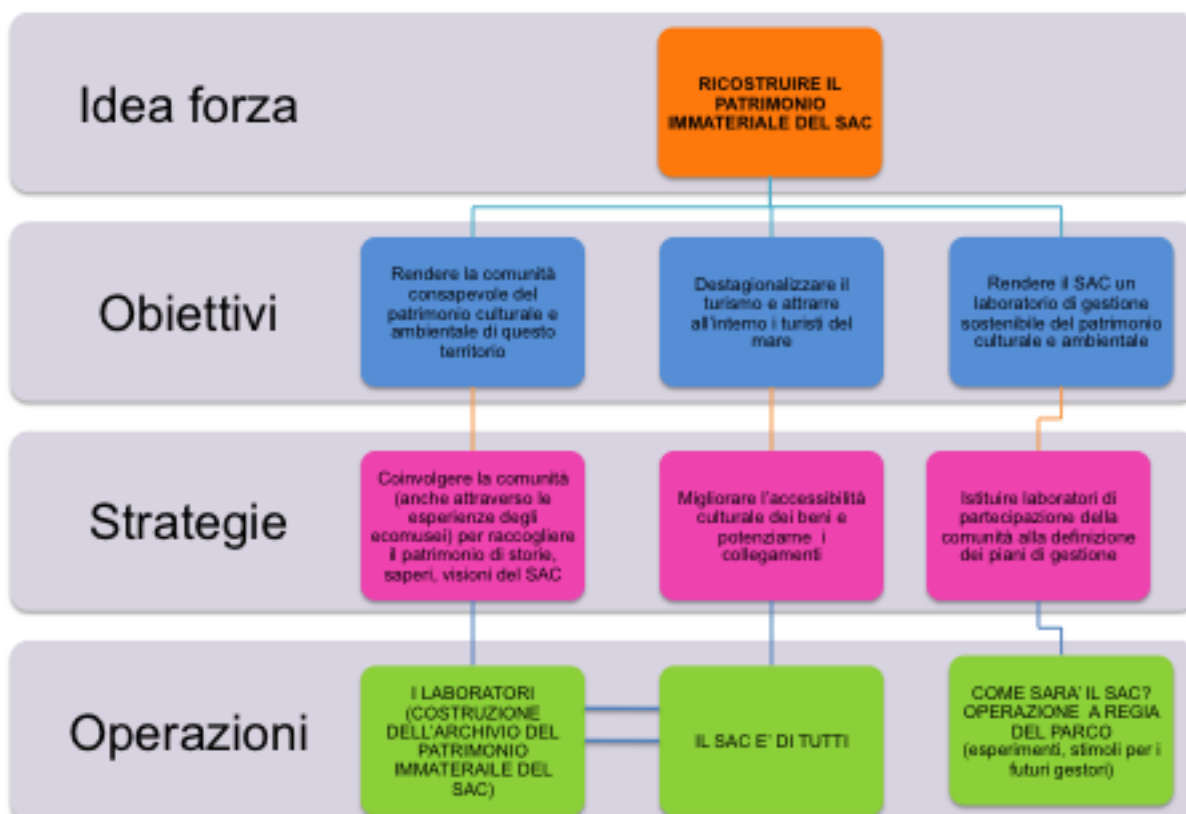 Idea forza
RICOSTRUIRE IL
PATRIMONIO
IMMATERIALE DEL SAC
Obiettivi
Rendere la comunità
consapevole del
patrimonio culturale e
ambientale di questo
territorio
Destagionalizzare il
turismo e attrarre
all'interno i turisti del
mare
Rendere il SAC un
laboratorio di gestione
sostenibile del patrimonio
culturale e ambientale
Strategie
Coinvolgere la comunità
(anche attraverso le
esperienze degli
ecomusei) per raccogliere
il patrimonio di storie,
saperi, visioni del SAC
Migliorare l'accessibilità
culturale dei beni e
potenziarne i
collegamenti
Istituire laboratori di
partecipazione della
comunità alla definizione
dei piani di gestione
Operazioni
I LABORATORI
(COSTRUZIONE
DELL'ARCHIVIO DEL
PATRIMONIO
IMMATERAILE DEL
SAC)
IL SAC E' DI TUTTI
COME SARA' IL SAC?
OPERAZIONE A REGIA
DEL PARCO
(esperimenti, stimoli per i
futuri gestori)